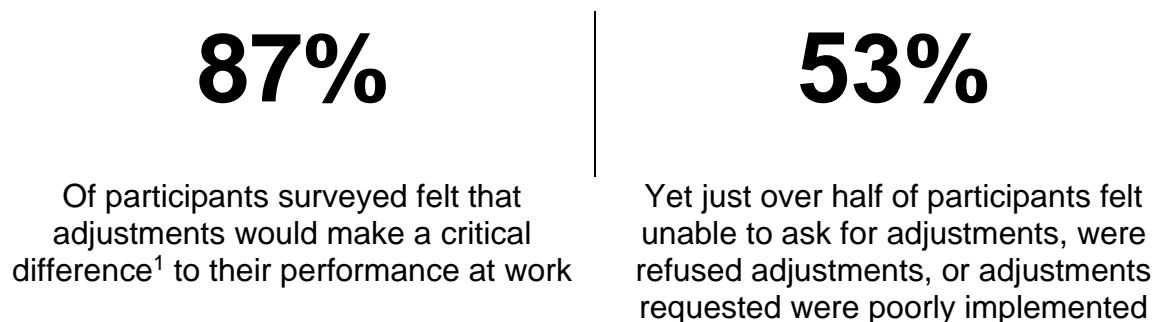 87%
Of participants surveyed felt that
adjustments would make a critical
difference¹ to their performance at work
53%
Yet just over half of participants felt
unable to ask for adjustments, were
refused adjustments, or adjustments
requested were poorly implemented